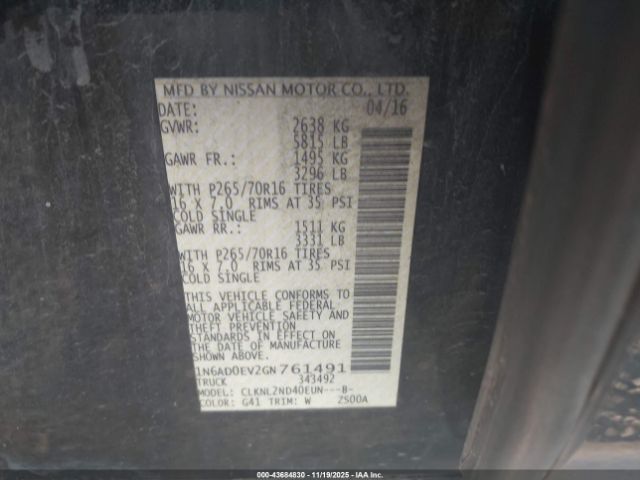 MFD BY NISSAN MOTOR CO., LTD.
DATE: 04/16
GVWR: 2638 KG
5815 LB
GAWR FR.: 1495 KG
3296 LB
WITH P265/70R16 TIRES
16 X 7.0 RIMS AT 35 PSI
COLD SINGLE
GAWR RR.: 1511 KG
3331 LB
WITH P265/70R16 TIRES
16 X 7.0 RIMS AT 35 PSI
COLD SINGLE
THIS VEHICLE CONFORMS TO
ALL APPLICABLE FEDERAL
MOTOR VEHICLE SAFETY AND
THEFT PREVENTION
STANDARDS IN EFFECT ON
THE DATE OF MANUFACTURE
SHOWN ABOVE.
1N6AD0EV2GN761491
TRUCK 343492
MODEL: CLKNL2ND40EUN---B-
COLOR: G41 TRIM: W ZS00A
000-43684830 - 11/19/2025 - IAA Inc.